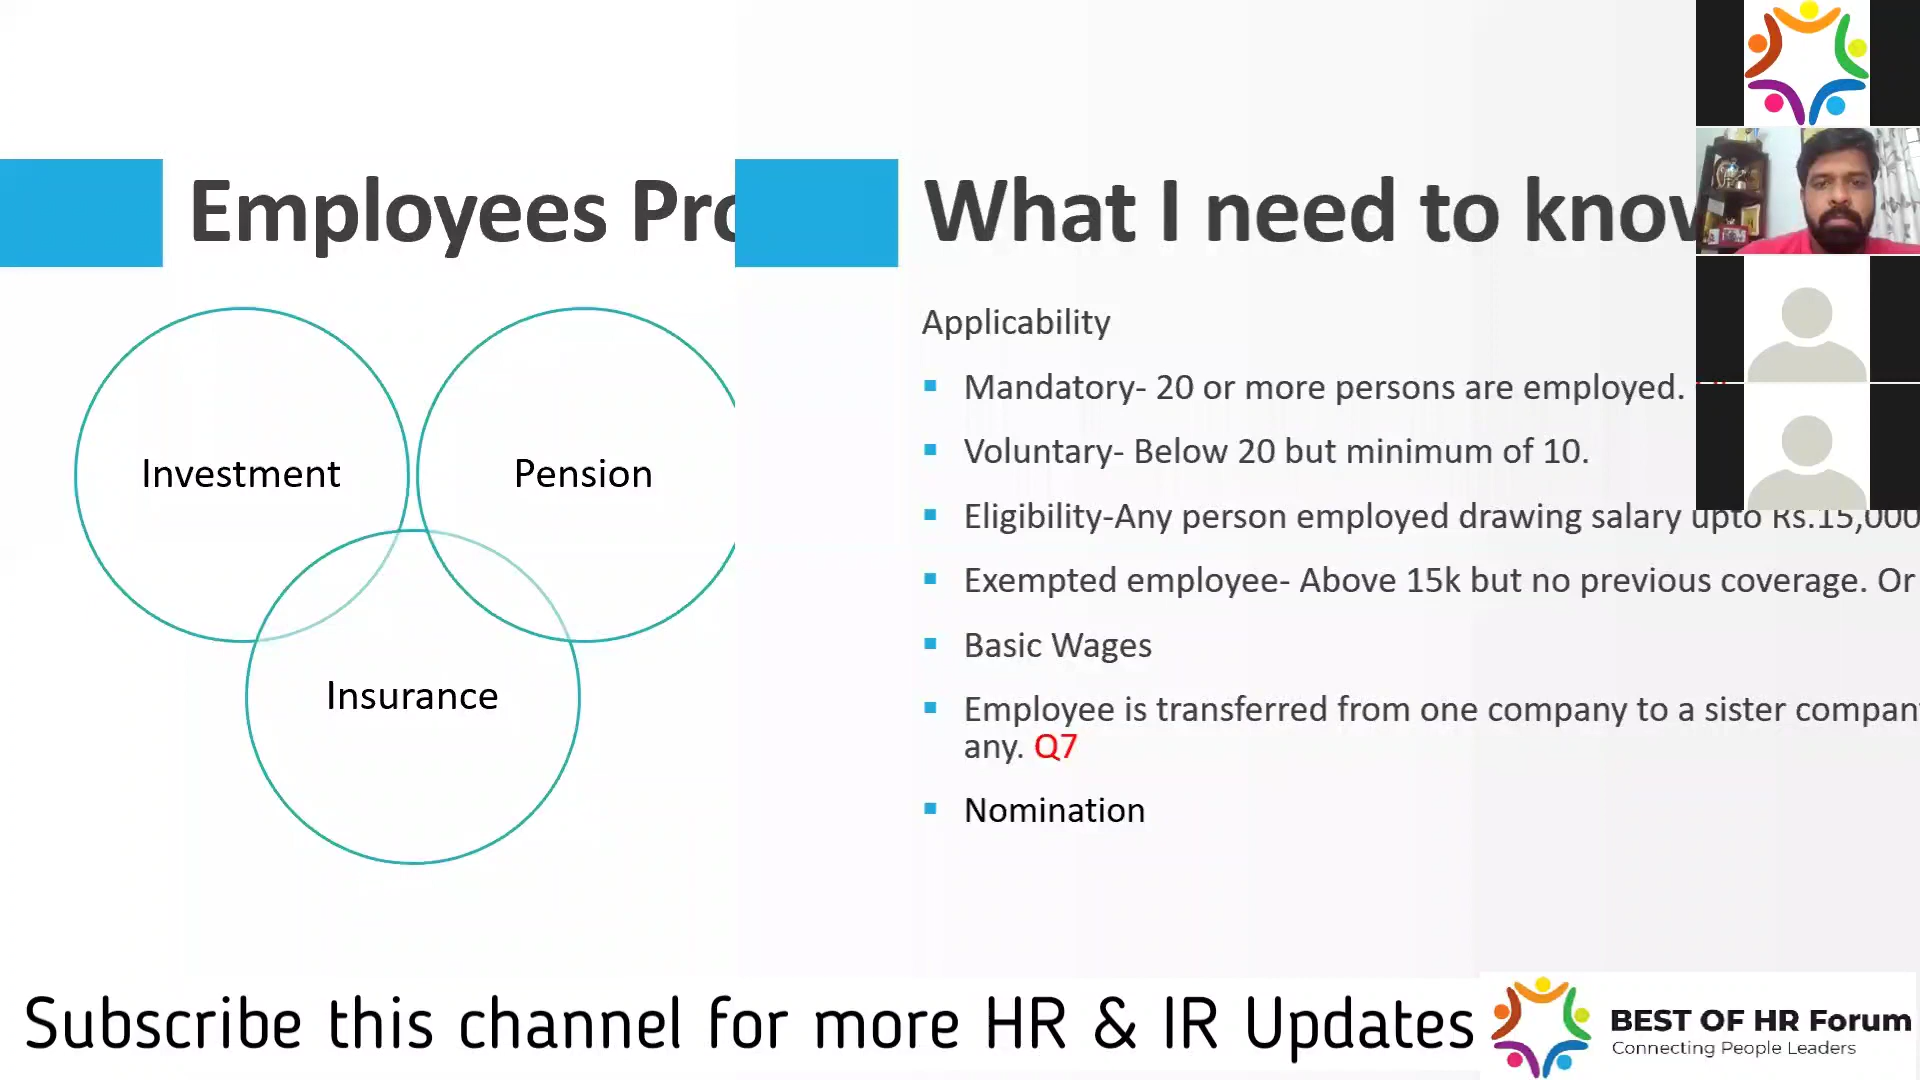 Employees
What I need to know
Investment
Pension
Insurance
Applicability
Mandatory- 20 or more persons are employed.
Voluntary- Below 20 but minimum of 10.
Eligibility-Any person employed drawing salary upto Rs.15,000
Exempted employee- Above 15k but no previous coverage. Or
Basic Wages
Employee is transferred from one company to a sister
any. Q7
Nomination
Subscribe this channel for more HR & IR Updates
BEST OF HR Forum
Connecting People Leaders